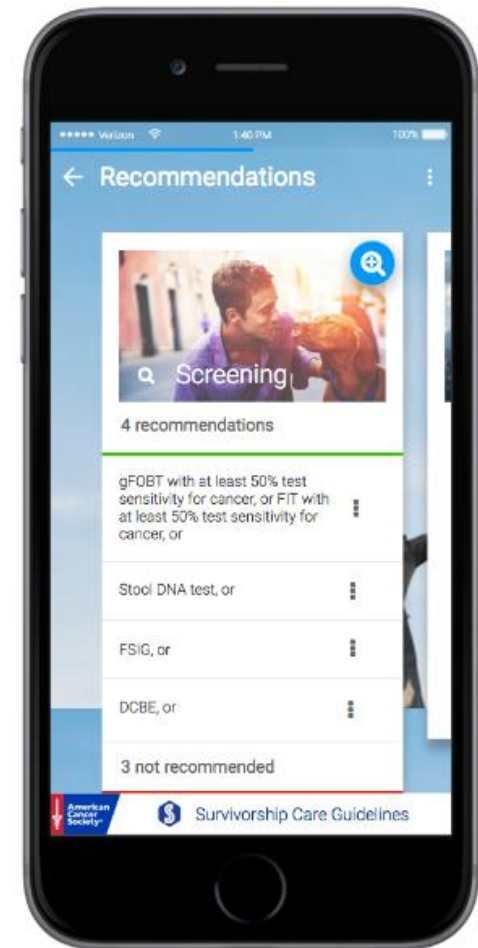 Verizon 1:40 PM 100%
Recommendations
Screening
4 recommendations
gFOBT with at least 50% test
sensitivity for cancer, or FIT with
at least 50% test sensitivity for
cancer, or
Stool DNA test, or
FSIG, or
DCBE, or
3 not recommended
American
Cancer
Society®
S Survivorship Care Guidelines